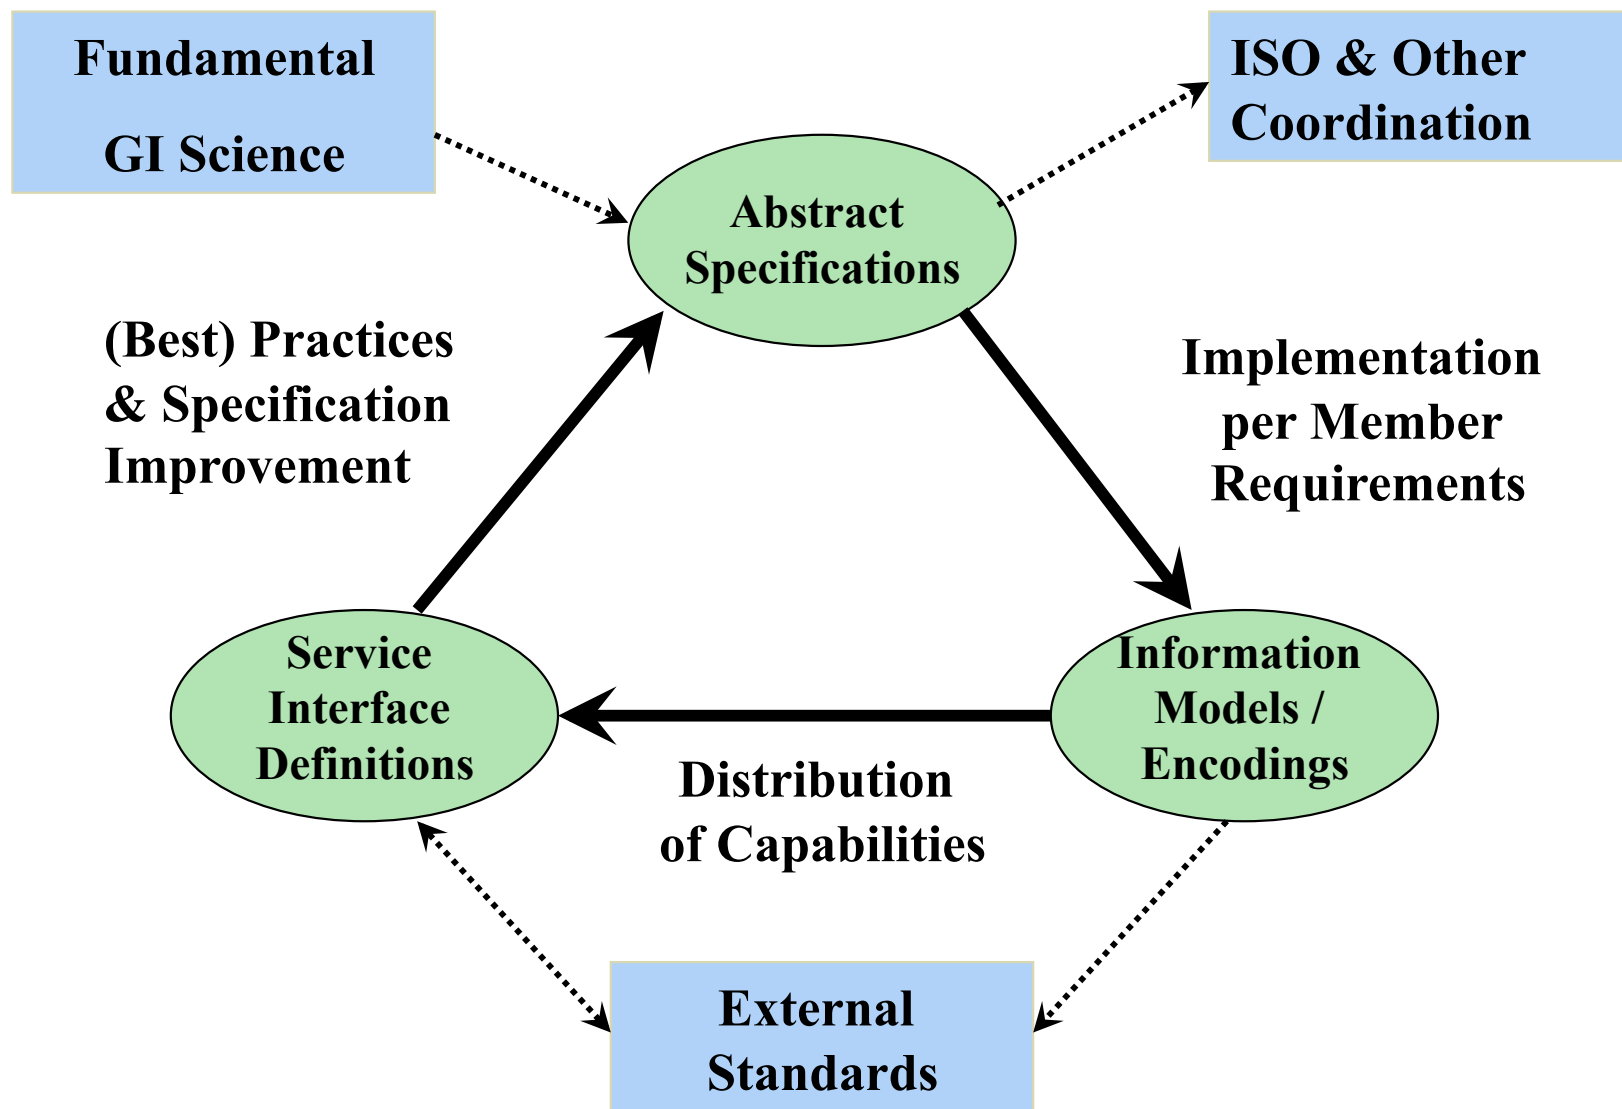 Fundamental
GI Science
ISO & Other
Coordination
Abstract
Specifications
(Best) Practices
& Specification
Improvement
Implementation
per Member
Requirements
Service
Interface
Definitions
Information
Models /
Encodings
Distribution
of Capabilities
External
Standards